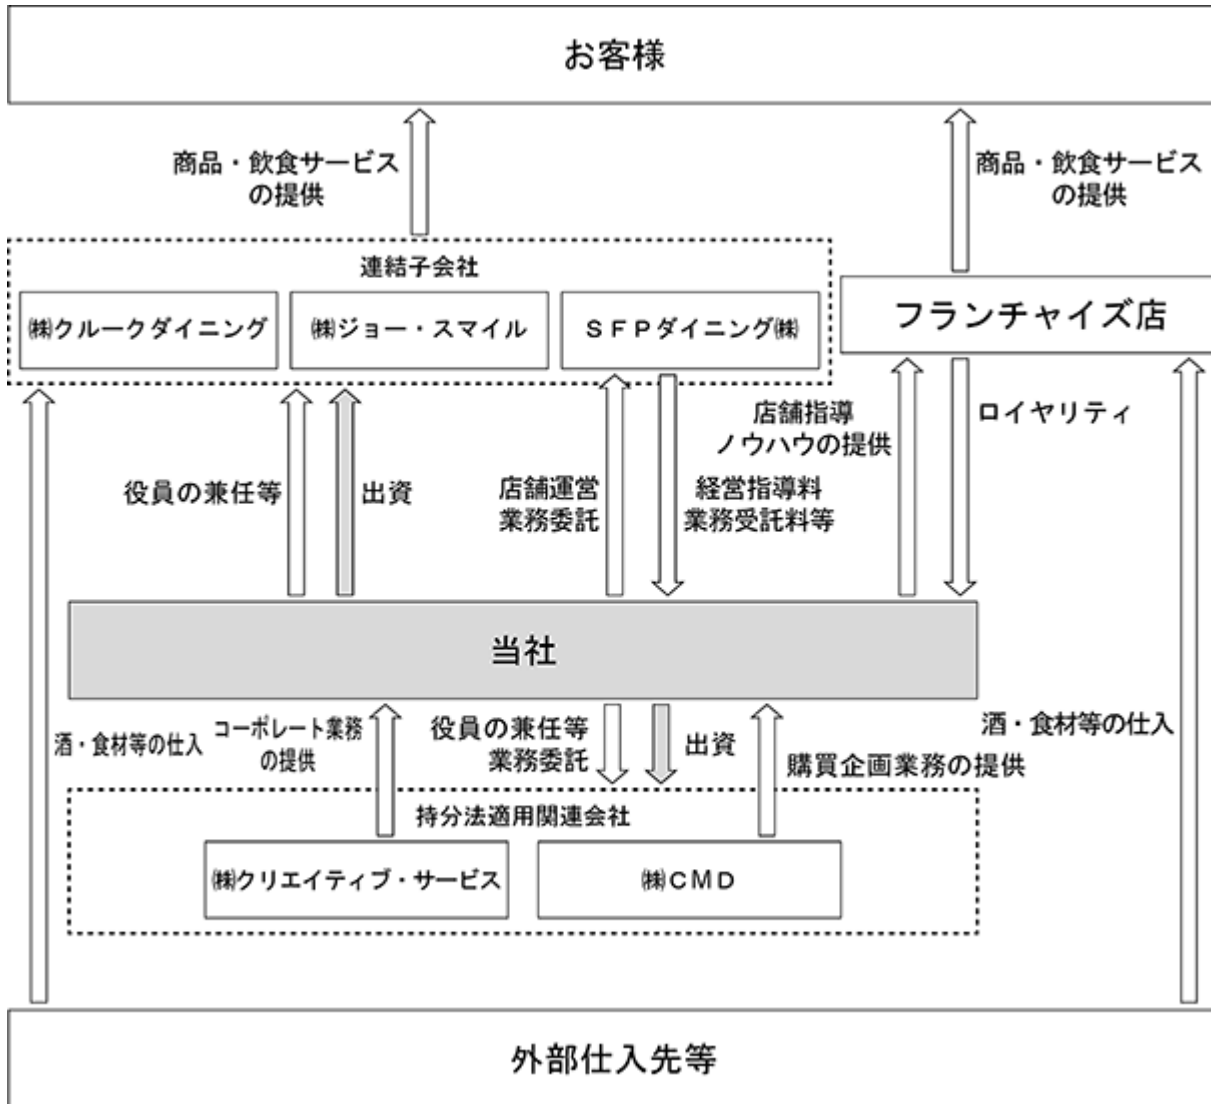 お客様
商品・飲食サービス
の提供
商品・飲食サービス
の提供
連結子会社
㈱クルークダイニング
㈱ジョー・スマイル
ＳＦＰダイニング㈱
フランチャイズ店
役員の兼任等
出資
店舗運営
業務委託
経営指導料
業務受託料等
店舗指導
ノウハウの提供
ロイヤリティ
当社
酒・食材等の仕入
コーポレート業務
の提供
役員の兼任等
業務委託
出資
購買企画業務の提供
酒・食材等の仕入
持分法適用関連会社
㈱クリエイティブ・サービス
㈱ＣＭＤ
外部仕入先等